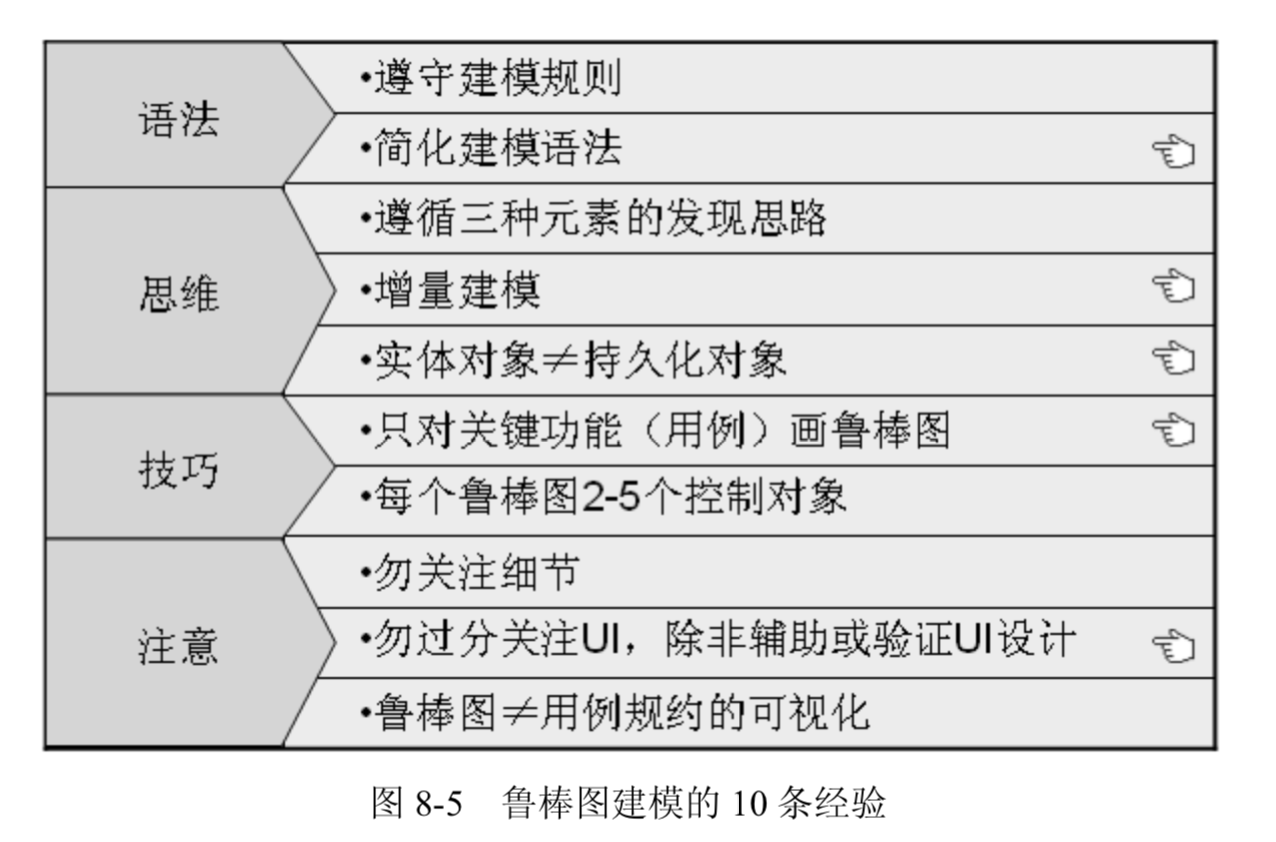 语法
•遵守建模规则
•简化建模语法
思维
•遵循三种元素的发现思路
•增量建模
•实体对象≠持久化对象
技巧
•只对关键功能（用例）画鲁棒图
•每个鲁棒图2-5个控制对象
注意
•勿关注细节
•勿过分关注UI，除非辅助或验证UI设计
•鲁棒图≠用例规约的可视化
图 8-5 鲁棒图建模的 10 条经验